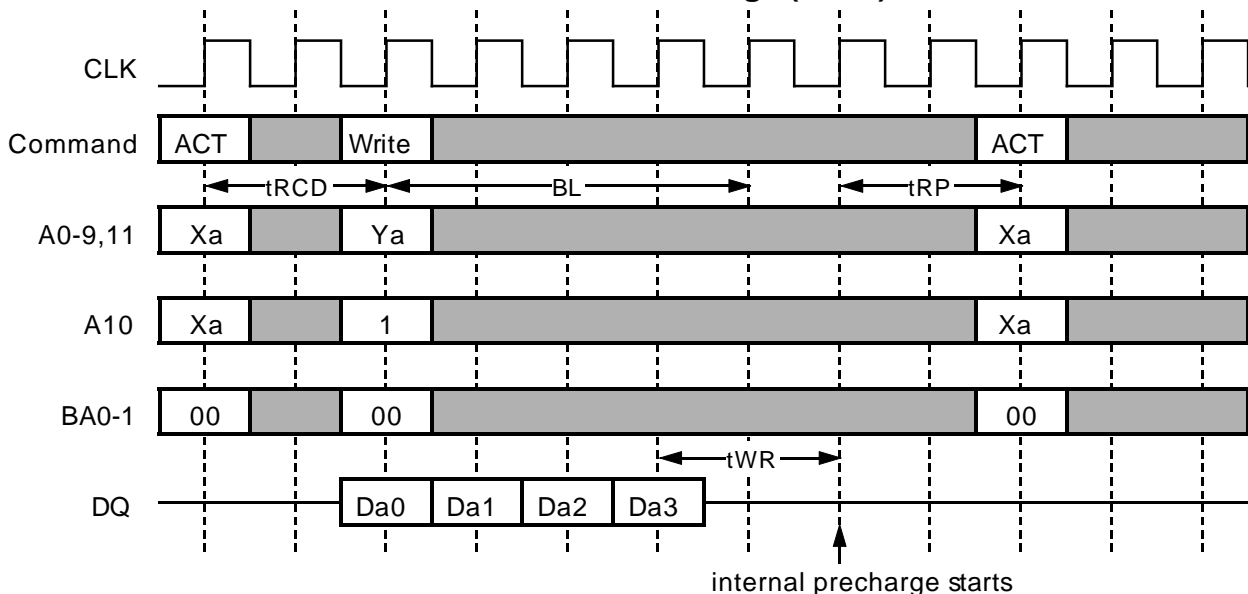 CLK
Command ACT Write ACT
tRCD BL tRP
A0-9,11 Xa Ya Xa
A10 Xa 1 Xa
BA0-1 00 00 00
tWR
DQ Da0 Da1 Da2 Da3
internal precharge starts